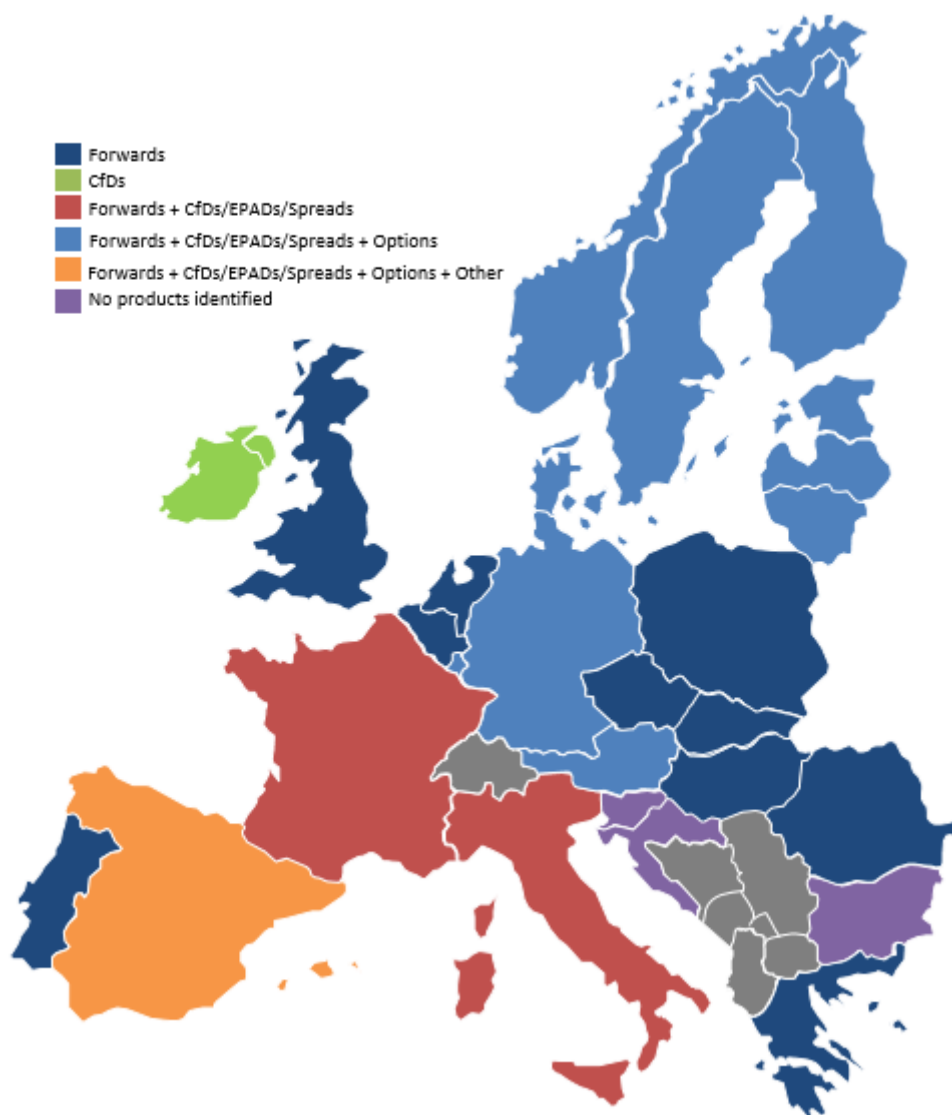 Forwards
CfDs
Forwards + CfDs/EPADs/Spreads
Forwards + CfDs/EPADs/Spreads + Options
Forwards + CfDs/EPADs/Spreads + Options + Other
No products identified